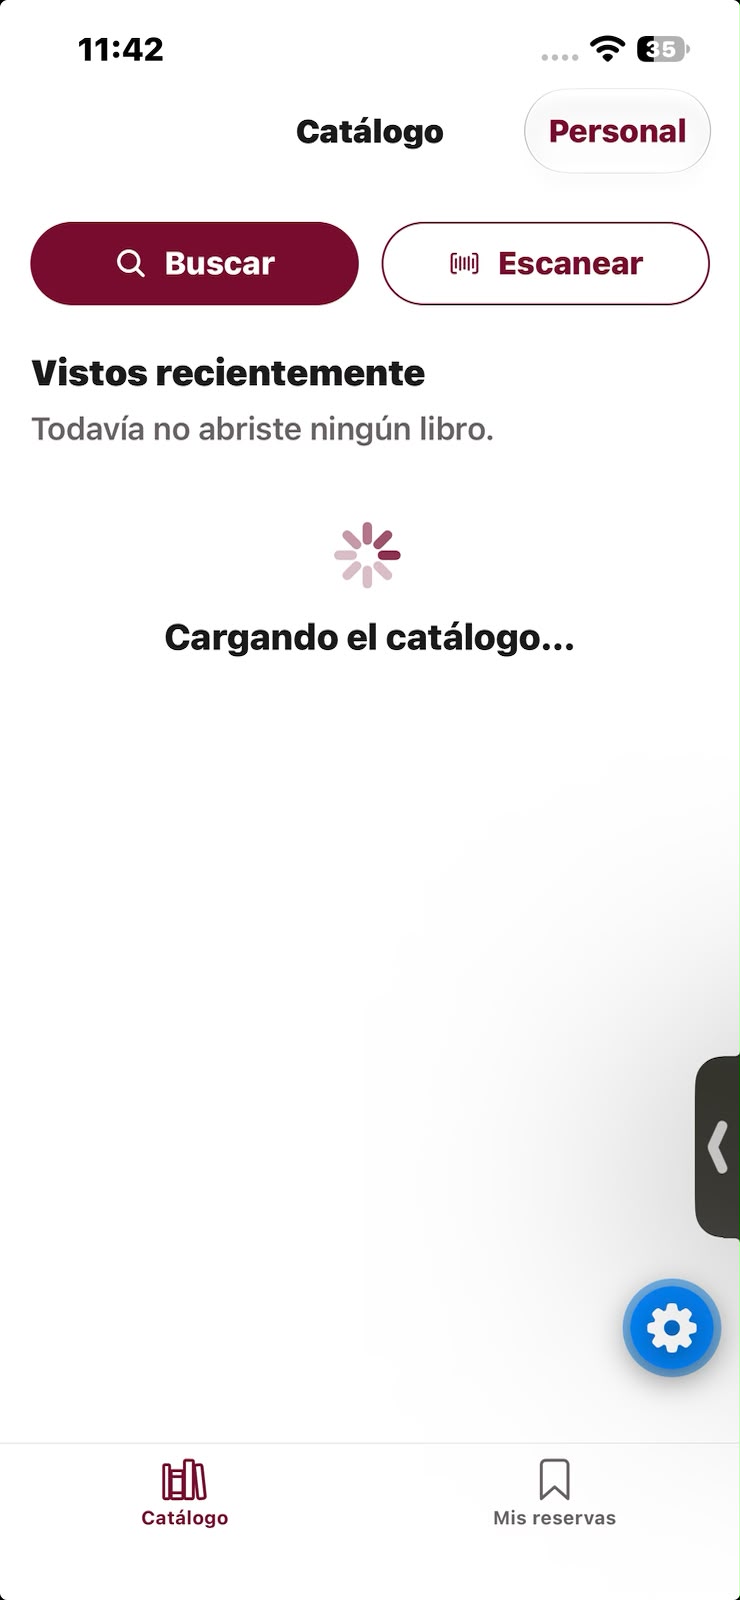 11:42
35
Catálogo
Personal
Buscar
Escanear
Vistos recientemente
Todavía no abriste ningún libro.
Cargando el catálogo...
Catálogo
Mis reservas